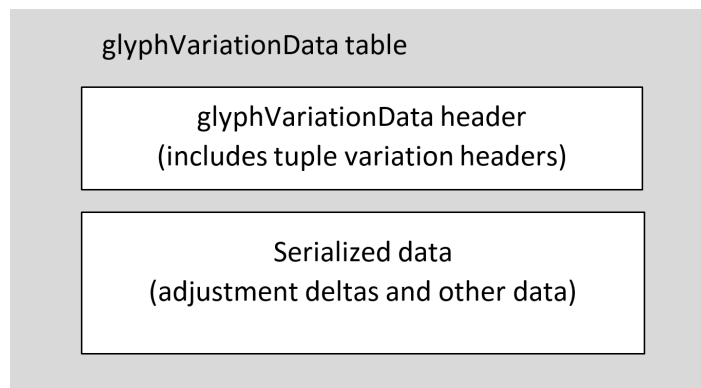 glyphVariationData table
glyphVariationData header
(includes tuple variation headers)
Serialized data
(adjustment deltas and other data)